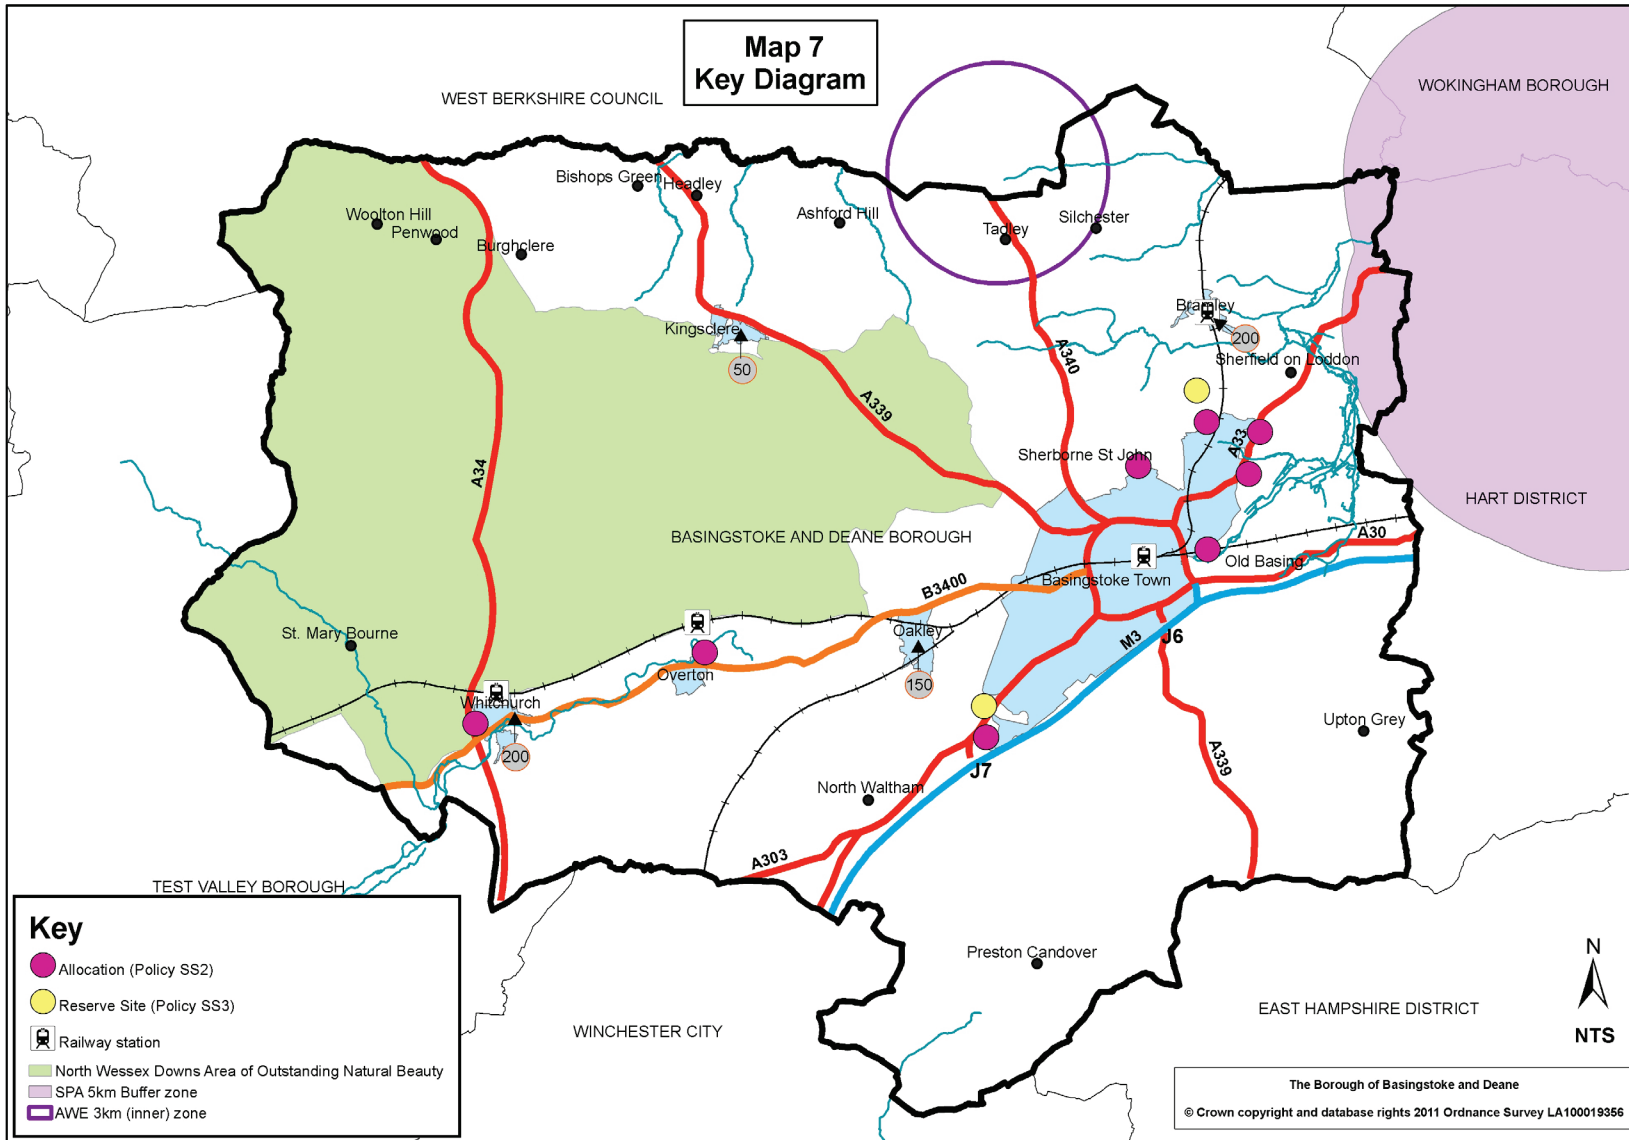 Map 7
Key Diagram
WEST BERKSHIRE COUNCIL
WOKINGHAM BOROUGH
Bishops Green
Headley
Woolton Hill
Penwood
Burghclere
Ashford Hill
Tadley
Silchester
Bramley
200
Kingsclere
50
Sherfield on Loddon
A340
A339
A33
Sherborne St John
A34
HART DISTRICT
BASINGSTOKE AND DEANE BOROUGH
A30
Old Basing
Basingstoke Town
B3400
St. Mary Bourne
Oakley
150
M3
J6
Overton
Whitchurch
200
Upton Grey
A339
J7
North Waltham
A303
TEST VALLEY BOROUGH
Preston Candover
WINCHESTER CITY
EAST HAMPSHIRE DISTRICT
N
NTS
Key
Allocation (Policy SS2)
Reserve Site (Policy SS3)
Railway station
North Wessex Downs Area of Outstanding Natural Beauty
SPA 5km Buffer zone
AWE 3km (inner) zone
The Borough of Basingstoke and Deane
© Crown copyright and database rights 2011 Ordnance Survey LA100019356